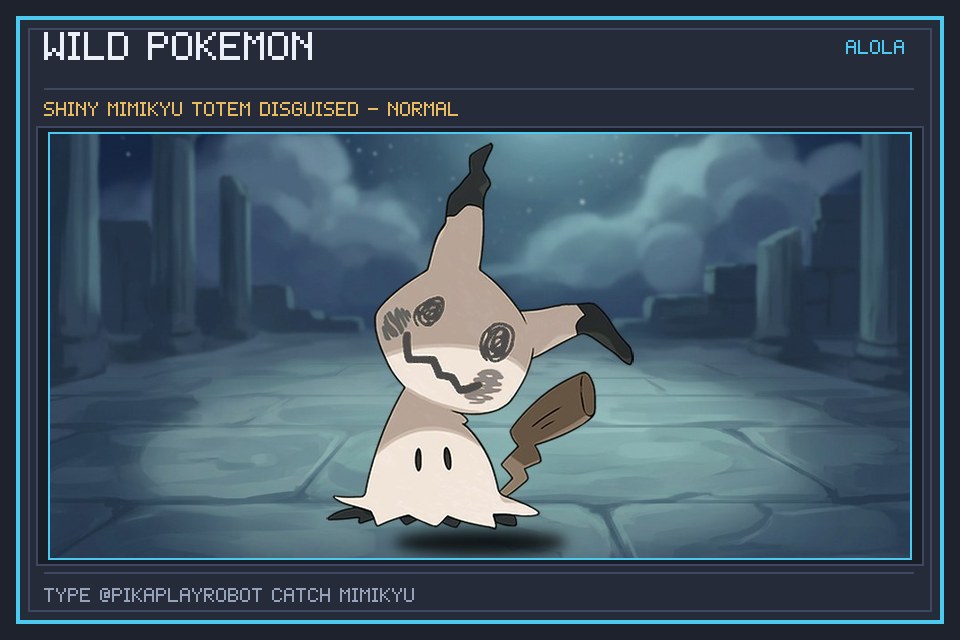 WILD POKEMON
ALOLA
SHINY MIMIKYU TOTEM DISGUISED - NORMAL
TYPE @PIKAPLAYROBOT CATCH MIMIKYU